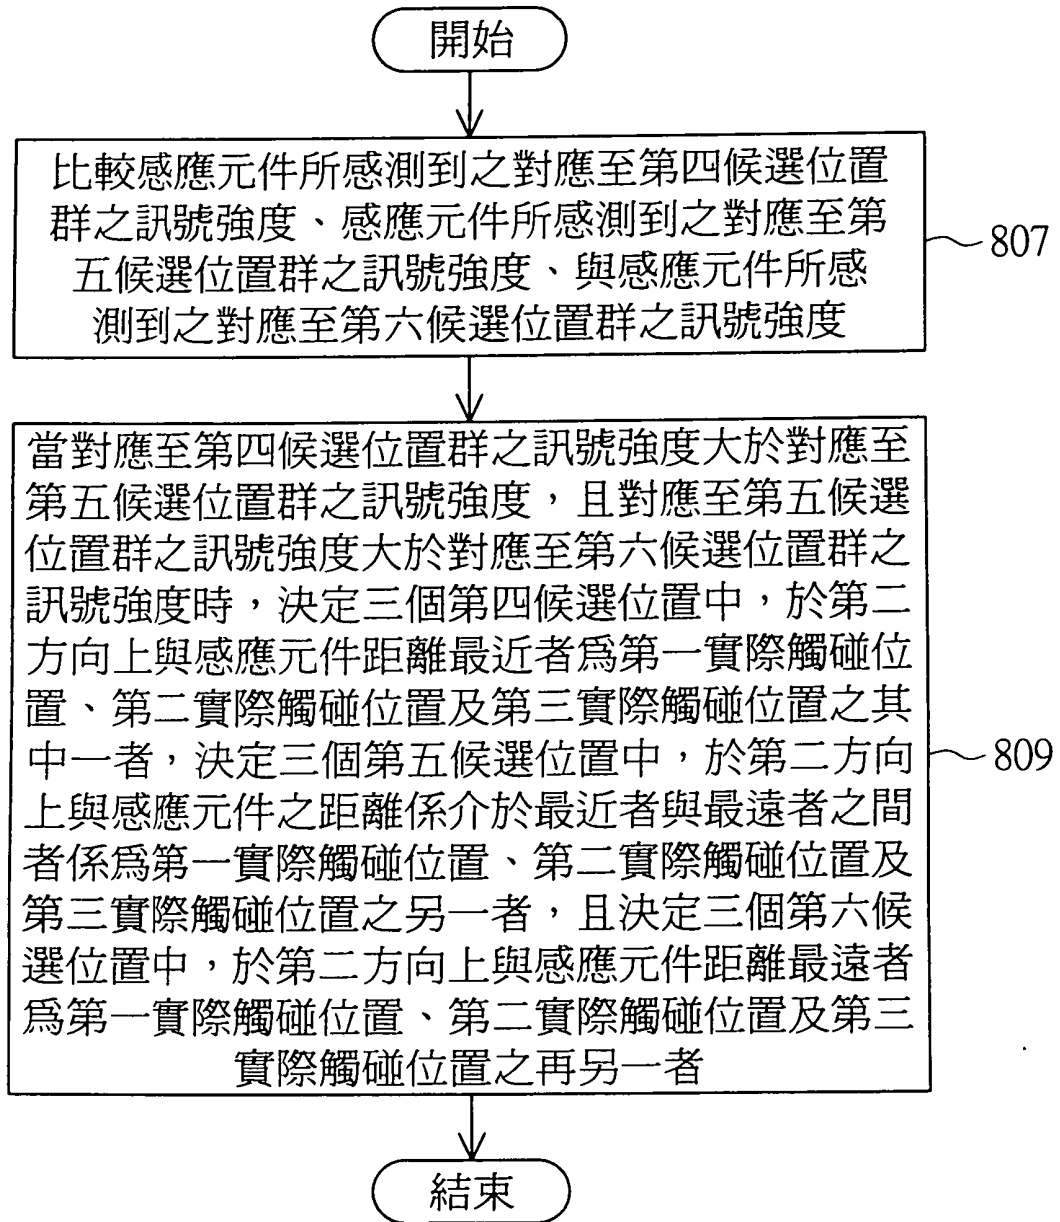 開始
比較感應元件所感測到之對應至第四候選位置
群之訊號強度、感應元件所感測到之對應至第
五候選位置群之訊號強度、與感應元件所感
測到之對應至第六候選位置群之訊號強度
807
當對應至第四候選位置群之訊號強度大於對應至
第五候選位置群之訊號強度，且對應至第五候選
位置群之訊號強度大於對應至第六候選位置群之
訊號強度時，決定三個第四候選位置中，於第二
方向上與感應元件距離最近者為第一實際觸碰位
置、第二實際觸碰位置及第三實際觸碰位置之其
中一者，決定三個第五候選位置中，於第二方向
上與感應元件之距離係介於最近者與最遠者之間
者係為第一實際觸碰位置、第二實際觸碰位置及
第三實際觸碰位置之另一者，且決定三個第六候
選位置中，於第二方向上與感應元件距離最遠者
為第一實際觸碰位置、第二實際觸碰位置及第三
實際觸碰位置之再另一者
809
結束